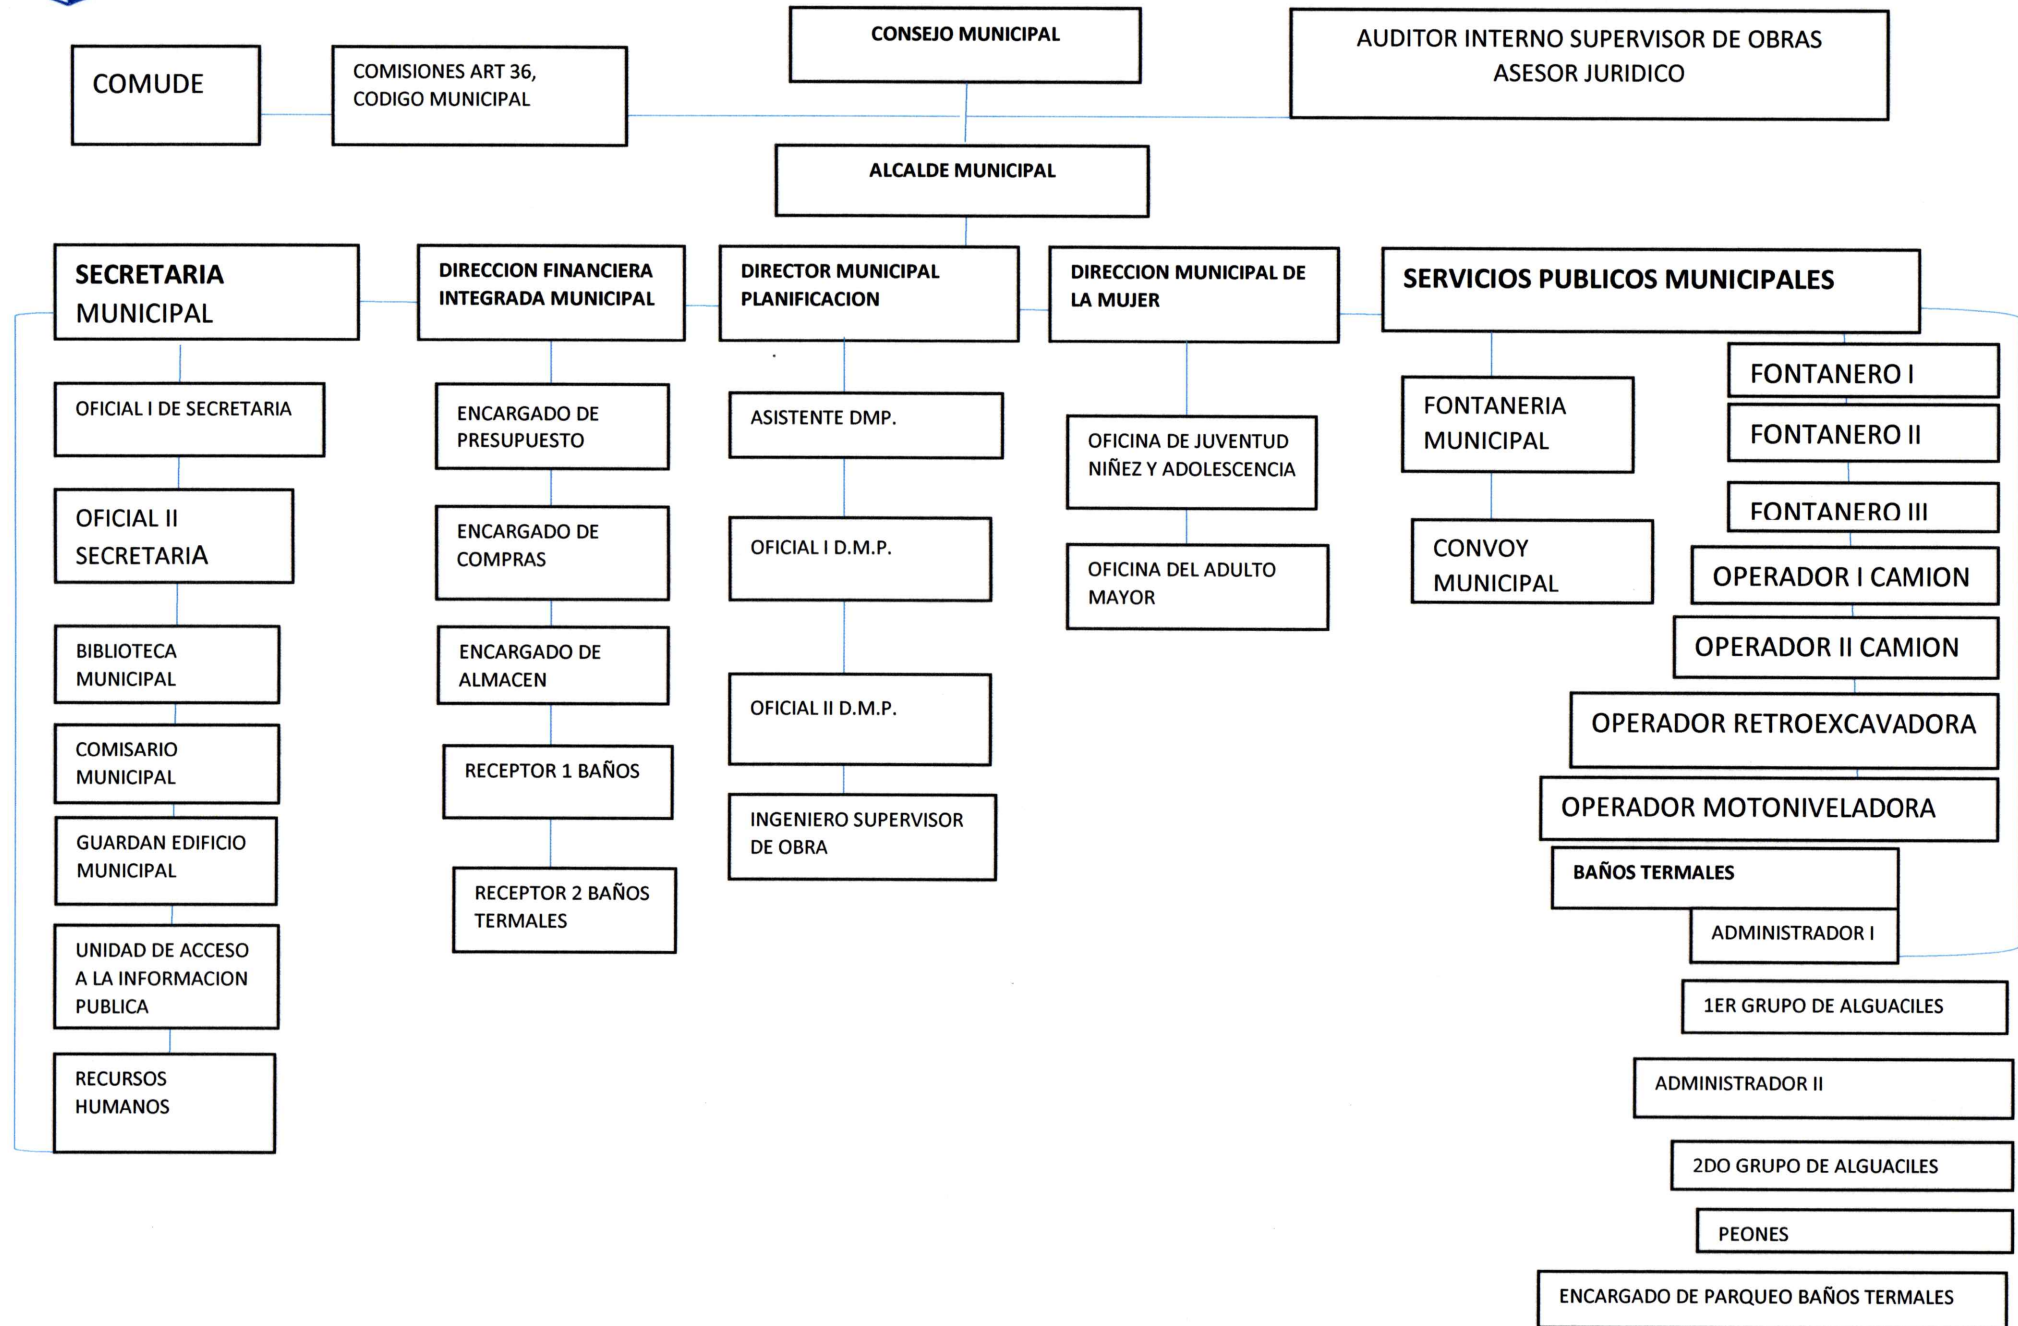 CONSEJO MUNICIPAL
AUDITOR INTERNO SUPERVISOR DE OBRAS
ASESOR JURIDICO
COMUDE
COMISIONES ART 36,
CODIGO MUNICIPAL
ALCALDE MUNICIPAL
SECRETARIA
MUNICIPAL
OFICIAL I DE SECRETARIA
OFICIAL II
SECRETARIA
BIBLIOTECA
MUNICIPAL
COMISARIO
MUNICIPAL
GUARDAN EDIFICIO
MUNICIPAL
UNIDAD DE ACCESO
A LA INFORMACION
PUBLICA
RECURSOS
HUMANOS
DIRECCION FINANCIERA
INTEGRADA MUNICIPAL
ENCARGADO DE
PRESUPUESTO
ENCARGADO DE
COMPRAS
ENCARGADO DE
ALMACEN
RECEPTOR 1 BAÑOS
RECEPTOR 2 BAÑOS
TERMALES
DIRECTOR MUNICIPAL
PLANIFICACION
ASISTENTE DMP.
OFICIAL I D.M.P.
OFICIAL II D.M.P.
INGENIERO SUPERVISOR
DE OBRA
DIRECCION MUNICIPAL DE
LA MUJER
OFICINA DE JUVENTUD
NIÑEZ Y ADOLESCENCIA
OFICINA DEL ADULTO
MAYOR
SERVICIOS PUBLICOS MUNICIPALES
FONTANERIA
MUNICIPAL
CONVOY
MUNICIPAL
FONTANERO I
FONTANERO II
FONTANERO III
OPERADOR I CAMION
OPERADOR II CAMION
OPERADOR RETROEXCAVADORA
OPERADOR MOTONIVELADORA
BAÑOS TERMALES
ADMINISTRADOR I
1ER GRUPO DE ALGUACILES
ADMINISTRADOR II
2DO GRUPO DE ALGUACILES
PEONES
ENCARGADO DE PARQUEO BAÑOS TERMALES